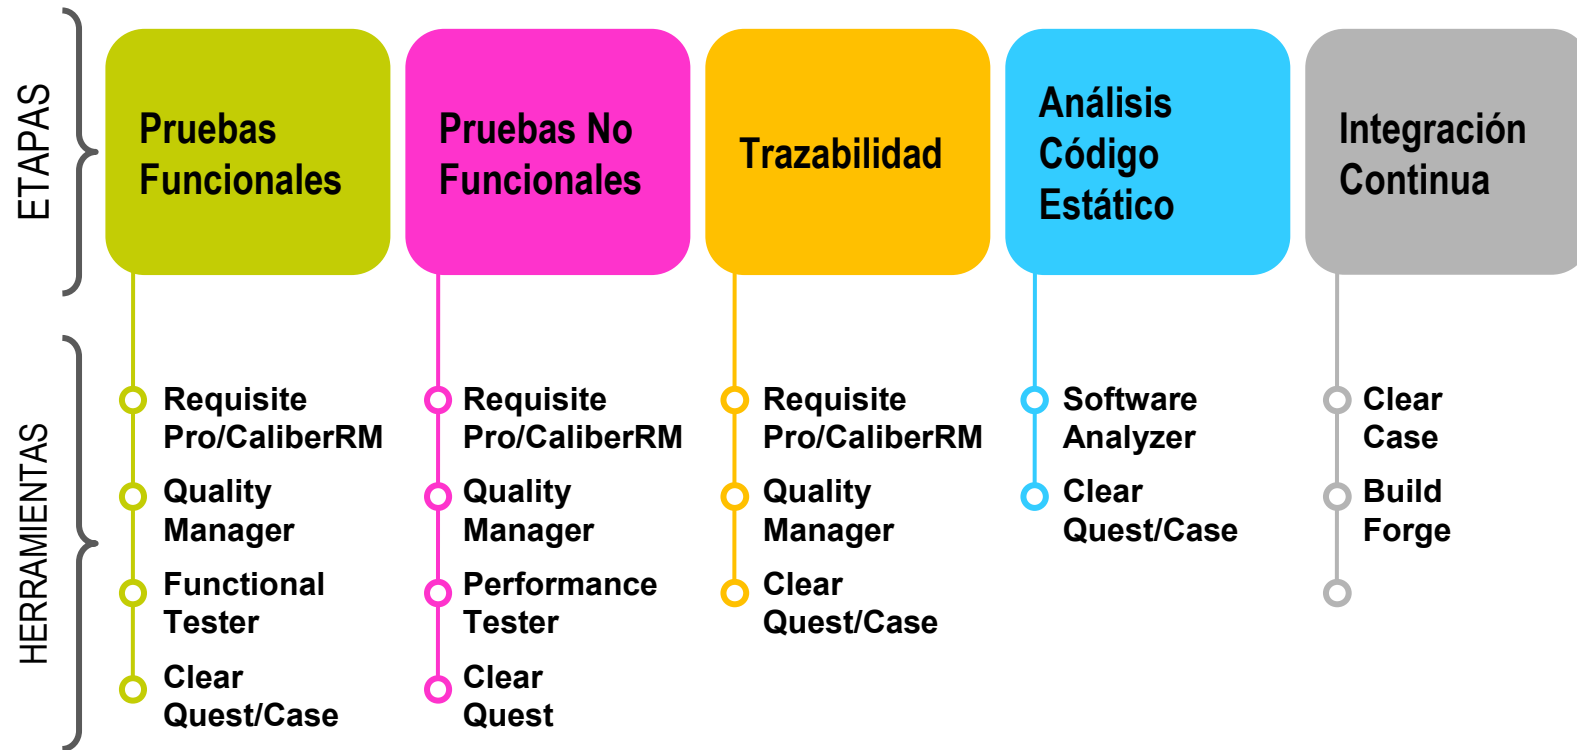 ETAPAS
Pruebas
Funcionales
Pruebas No
Funcionales
Trazabilidad
Análisis
Código
Estático
Integración
Continua
HERRAMIENTAS
Requisite
Pro/CaliberRM
Quality
Manager
Functional
Tester
Clear
Quest/Case
Requisite
Pro/CaliberRM
Quality
Manager
Performance
Tester
Clear
Quest
Requisite
Pro/CaliberRM
Quality
Manager
Clear
Quest/Case
Software
Analyzer
Clear
Quest/Case
Clear
Case
Build
Forge